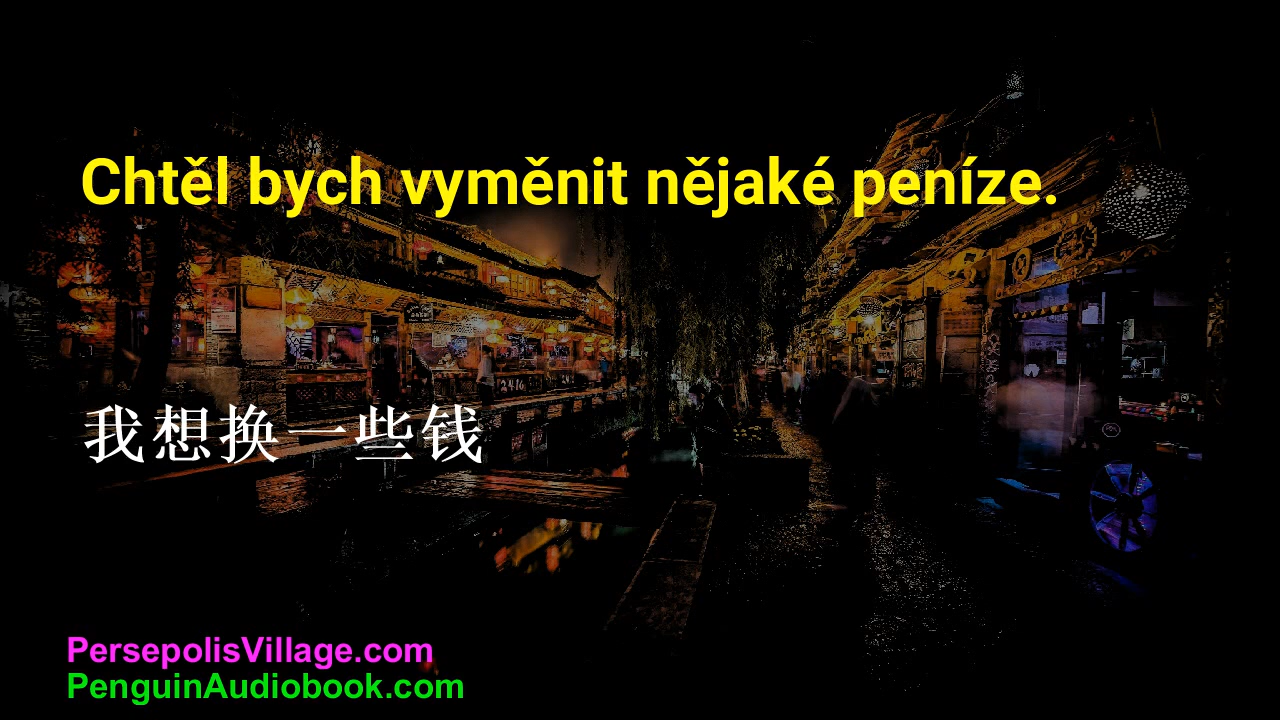 Chtěl bych vyměnit nějaké peníze.
我想换一些钱
PersepolisVillage.com
PenguinAudiobook.com